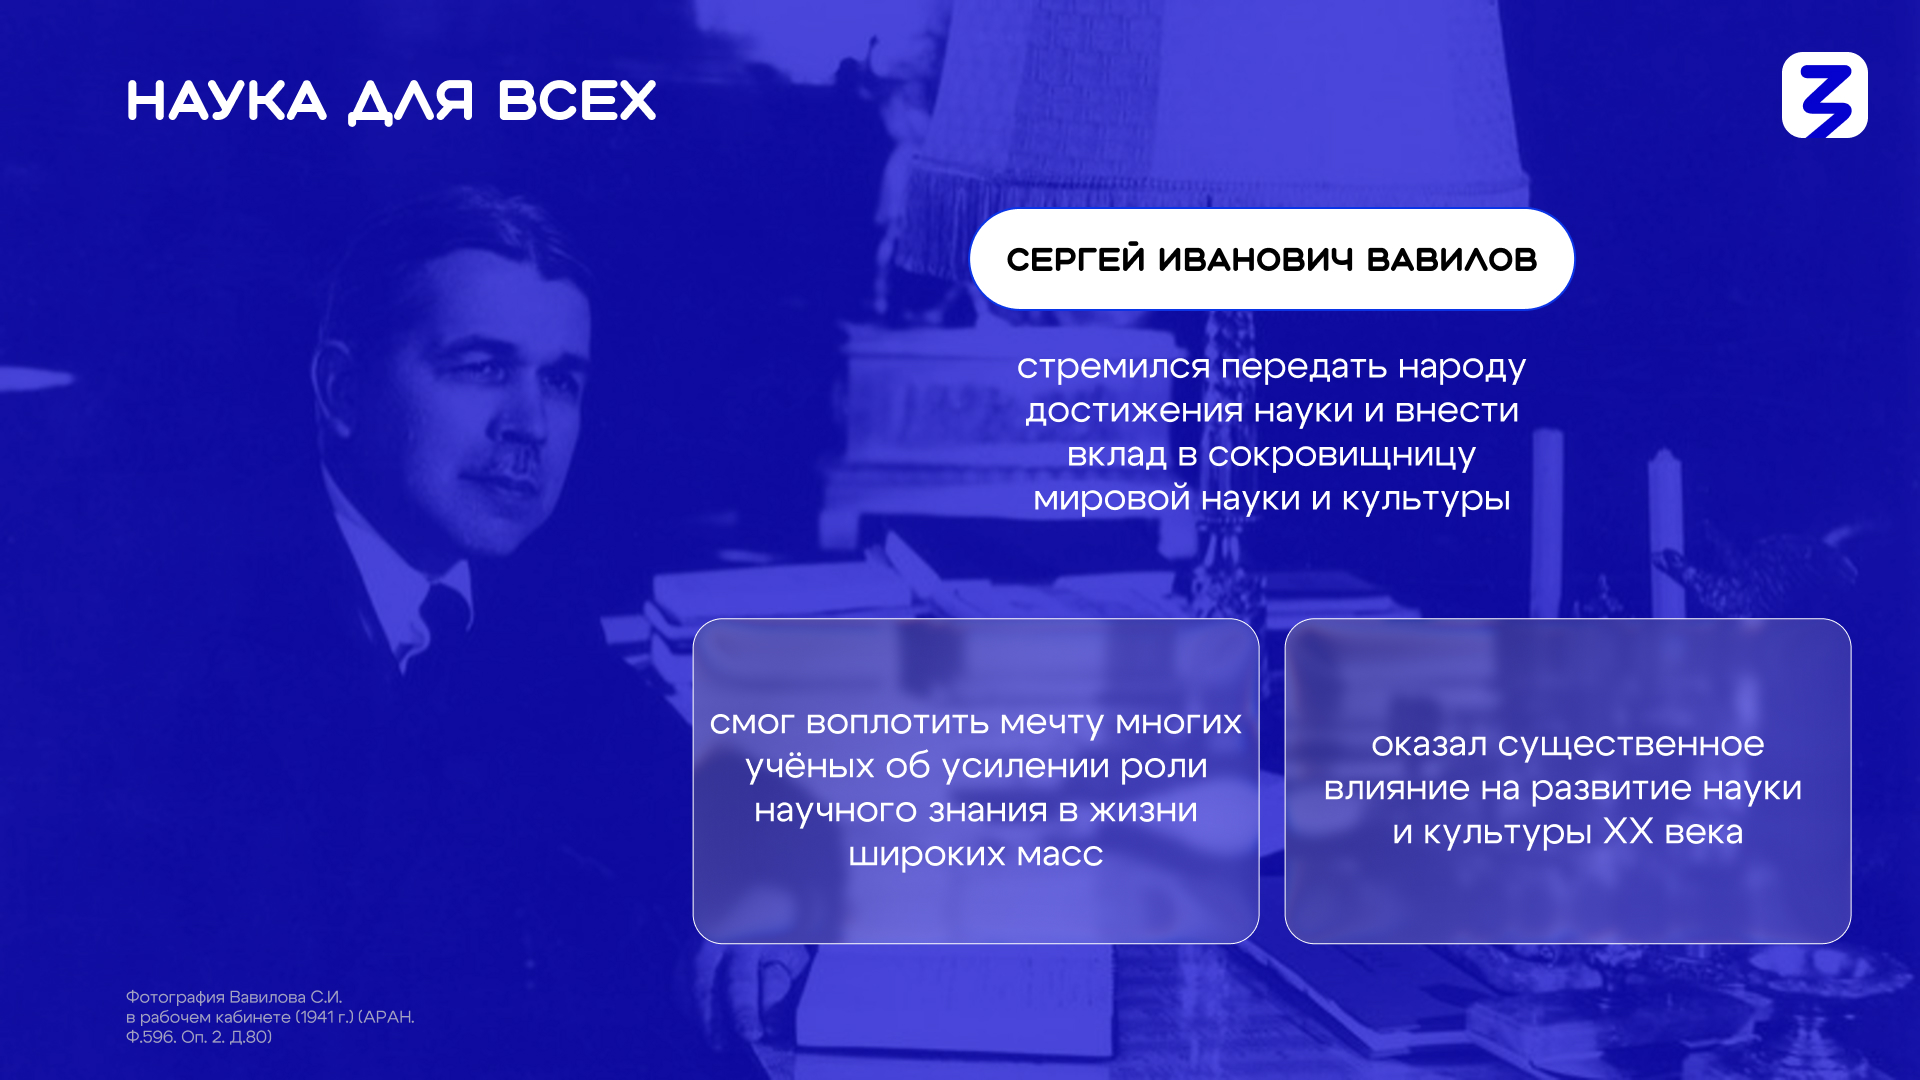 НАУКА ДЛЯ ВСЕХ
СЕРГЕЙ ИВАНОВИЧ ВАВИЛОВ
стремился передать народу
достижения науки и внести
вклад в сокровищницу
мировой науки и культуры
смог воплотить мечту многих
учёных об усилении роли
научного знания в жизни
широких масс
оказал существенное
влияние на развитие науки
и культуры XX века
Фотография Вавилова С.И.
в рабочем кабинете (1941 г.) (АРАН.
Ф.596. Оп. 2. Д.80)